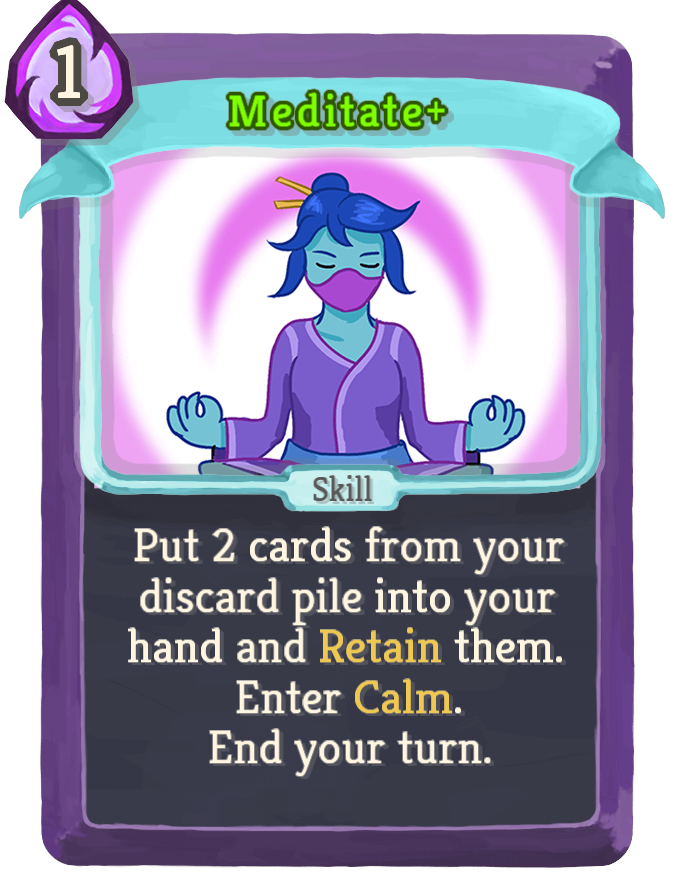 1
Meditate+
Skill
Put 2 cards from your
discard pile into your
hand and Retain them.
Enter Calm.
End your turn.